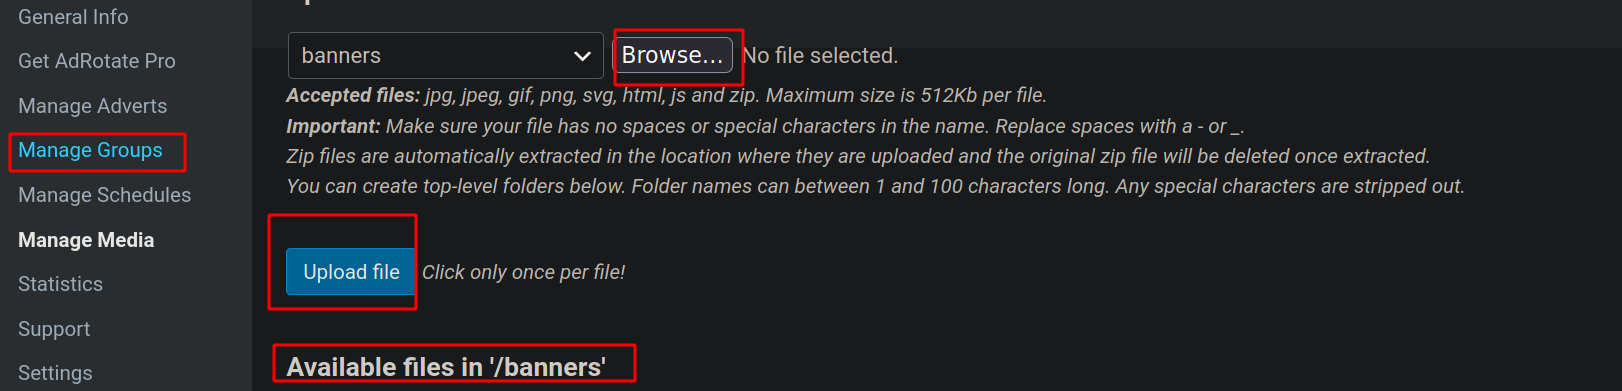 General Info
Get AdRotate Pro
Manage Adverts
Manage Groups
Manage Schedules
Manage Media
Statistics
Support
Settings
banners
Browse...
No file selected.
Accepted files: jpg, jpeg, gif, png, svg, html, js and zip. Maximum size is 512Kb per file.
Important: Make sure your file has no spaces or special characters in the name. Replace spaces with a - or _.
Zip files are automatically extracted in the location where they are uploaded and the original zip file will be deleted once extracted.
You can create top-level folders below. Folder names can between 1 and 100 characters long. Any special characters are stripped out.
Upload file
Click only once per file!
Available files in '/banners'